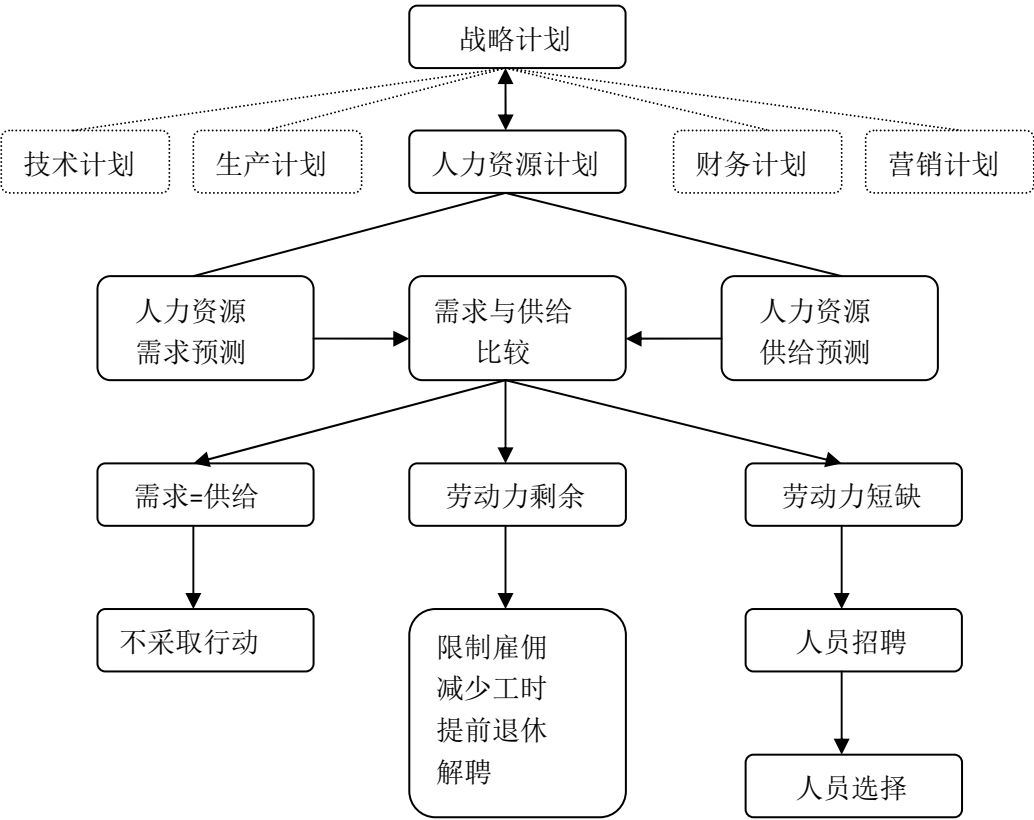 战略计划
技术计划
生产计划
人力资源计划
财务计划
营销计划
人力资源
需求预测
需求与供给
比较
人力资源
供给预测
需求=供给
劳动力剩余
劳动力短缺
不采取行动
限制雇佣
减少工时
提前退休
解聘
人员招聘
人员选择